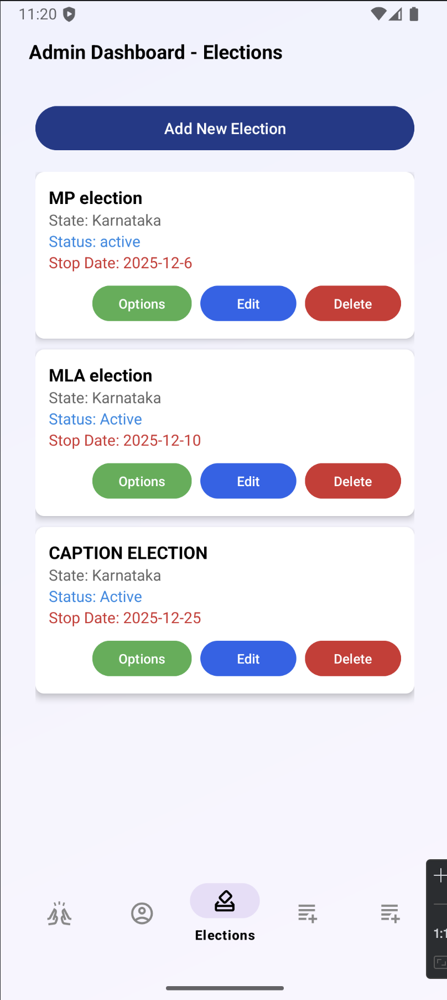 11:20
Admin Dashboard - Elections
Add New Election
MP election
State: Karnataka
Status: active
Stop Date: 2025-12-6
Options Edit Delete
MLA election
State: Karnataka
Status: Active
Stop Date: 2025-12-10
Options Edit Delete
CAPTION ELECTION
State: Karnataka
Status: Active
Stop Date: 2025-12-25
Options Edit Delete
Elections